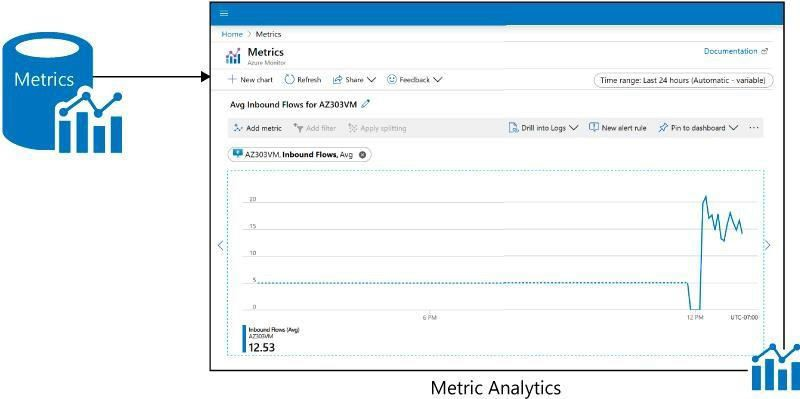 Metrics
Home > Metrics
Metrics
Azure Monitor
Documentation
New chart Refresh Share Feedback
Time range: Last 24 hours (Automatic - variable)
Avg Inbound Flows for AZ303VM
Add metric Add filter Apply splitting Drill into Logs New alert rule Pin to dashboard ...
AZ303VM, Inbound Flows, Avg
20
15
10
5
0
6 PM 12 PM UTC-07:00
Inbound Flows (Avg)
AZ303VM
12.53
Metric Analytics